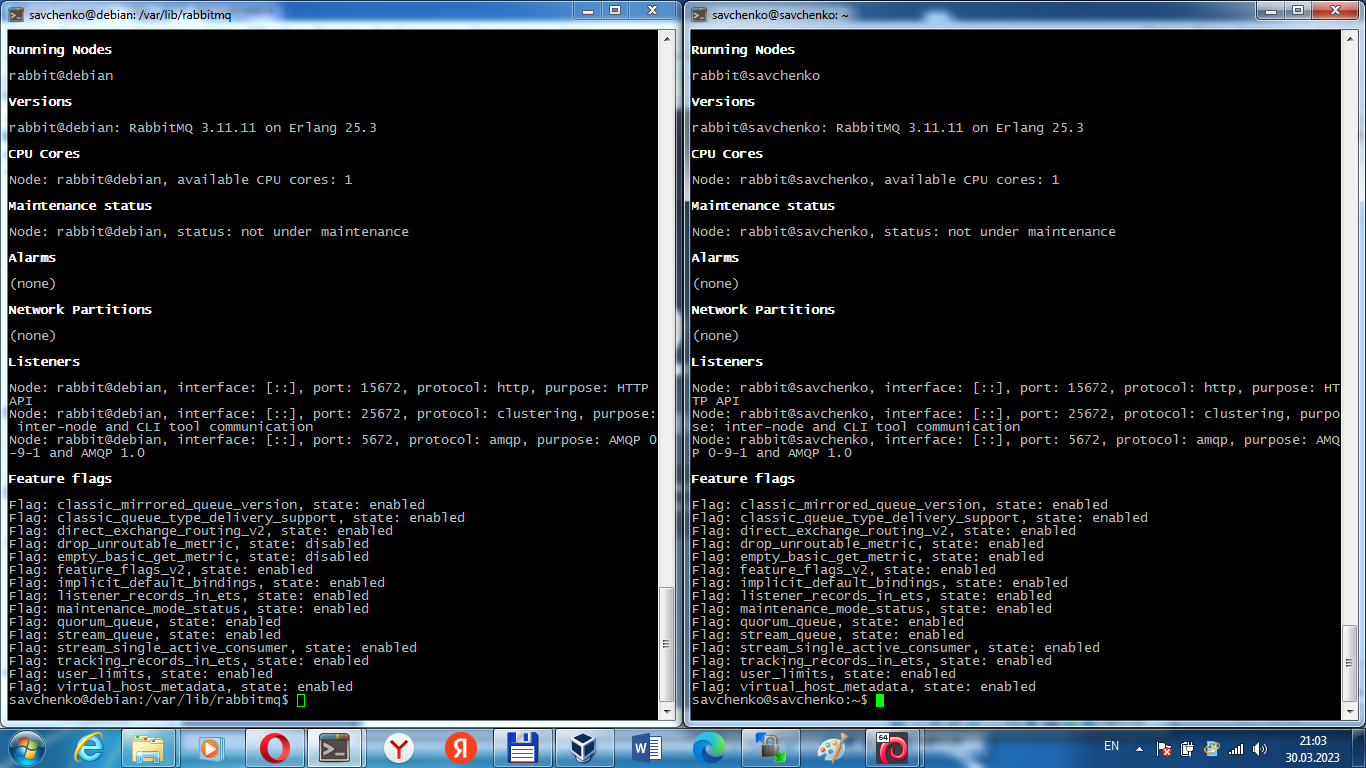 savchenko@debian: /var/lib/rabbitmq
Running Nodes
rabbit@debian
Versions
rabbit@debian: RabbitMQ 3.11.11 on Erlang 25.3
CPU Cores
Node: rabbit@debian, available CPU cores: 1
Maintenance status
Node: rabbit@debian, status: not under maintenance
Alarms
(none)
Network Partitions
(none)
Listeners
Node: rabbit@debian, interface: [::], port: 15672, protocol: http, purpose: HTTP
API
Node: rabbit@debian, interface: [::], port: 25672, protocol: clustering, purpose:
inter-node and CLI tool communication
Node: rabbit@debian, interface: [::], port: 5672, protocol: amqp, purpose: AMQP 0
-9-1 and AMQP 1.0
Feature flags
Flag: classic_mirrored_queue_version, state: enabled
Flag: classic_queue_type_delivery_support, state: enabled
Flag: direct_exchange_routing_v2, state: enabled
Flag: drop_unroutable_metric, state: disabled
Flag: empty_basic_get_metric, state: disabled
Flag: feature_flags_v2, state: enabled
Flag: implicit_default_bindings, state: enabled
Flag: listener_records_in_ets, state: enabled
Flag: maintenance_mode_status, state: enabled
Flag: quorum_queue, state: enabled
Flag: stream_queue, state: enabled
Flag: stream_single_active_consumer, state: enabled
Flag: tracking_records_in_ets, state: enabled
Flag: user_limits, state: enabled
Flag: virtual_host_metadata, state: enabled
savchenko@debian:/var/lib/rabbitmq$
savchenko@savchenko: ~
Running Nodes
rabbit@savchenko
Versions
rabbit@savchenko: RabbitMQ 3.11.11 on Erlang 25.3
CPU Cores
Node: rabbit@savchenko, available CPU cores: 1
Maintenance status
Node: rabbit@savchenko, status: not under maintenance
Alarms
(none)
Network Partitions
(none)
Listeners
Node: rabbit@savchenko, interface: [::], port: 15672, protocol: http, purpose: HT
TP API
Node: rabbit@savchenko, interface: [::], port: 25672, protocol: clustering, purpo
se: inter-node and CLI tool communication
Node: rabbit@savchenko, interface: [::], port: 5672, protocol: amqp, purpose: AMQ
P 0-9-1 and AMQP 1.0
Feature flags
Flag: classic_mirrored_queue_version, state: enabled
Flag: classic_queue_type_delivery_support, state: enabled
Flag: direct_exchange_routing_v2, state: enabled
Flag: drop_unroutable_metric, state: enabled
Flag: empty_basic_get_metric, state: enabled
Flag: feature_flags_v2, state: enabled
Flag: implicit_default_bindings, state: enabled
Flag: listener_records_in_ets, state: enabled
Flag: maintenance_mode_status, state: enabled
Flag: quorum_queue, state: enabled
Flag: stream_queue, state: enabled
Flag: stream_single_active_consumer, state: enabled
Flag: tracking_records_in_ets, state: enabled
Flag: user_limits, state: enabled
Flag: virtual_host_metadata, state: enabled
savchenko@savchenko:~$
Я
64
EN
21:03
30.03.2023